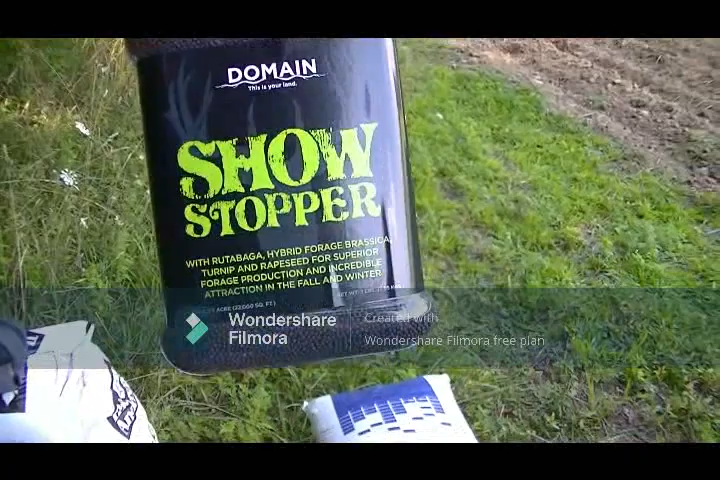 DOMAIN
This is your land.
SHOW
STOPPER
WITH RUTABAGA, HYBRID FORAGE BRASSICA,
TURNIP AND RAPESEED FOR SUPERIOR
FORAGE PRODUCTION AND INCREDIBLE
ATTRACTION IN THE FALL AND WINTER.
ACRE
Wondershare
Filmora
Created with
Wondershare Filmora free plan